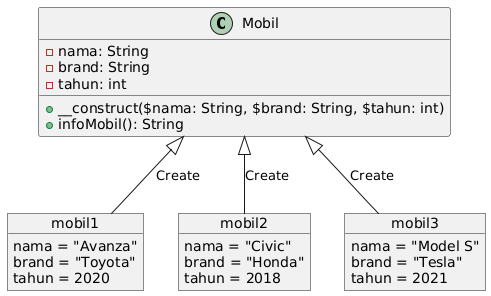 C Mobil
nama: String
brand: String
tahun: int
__construct($nama: String, $brand: String, $tahun: int)
infoMobil(): String
Create Create Create
mobil1 mobil2 mobil3
nama = "Avanza" nama = "Civic" nama = "Model S"
brand = "Toyota" brand = "Honda" brand = "Tesla"
tahun = 2020 tahun = 2018 tahun = 2021